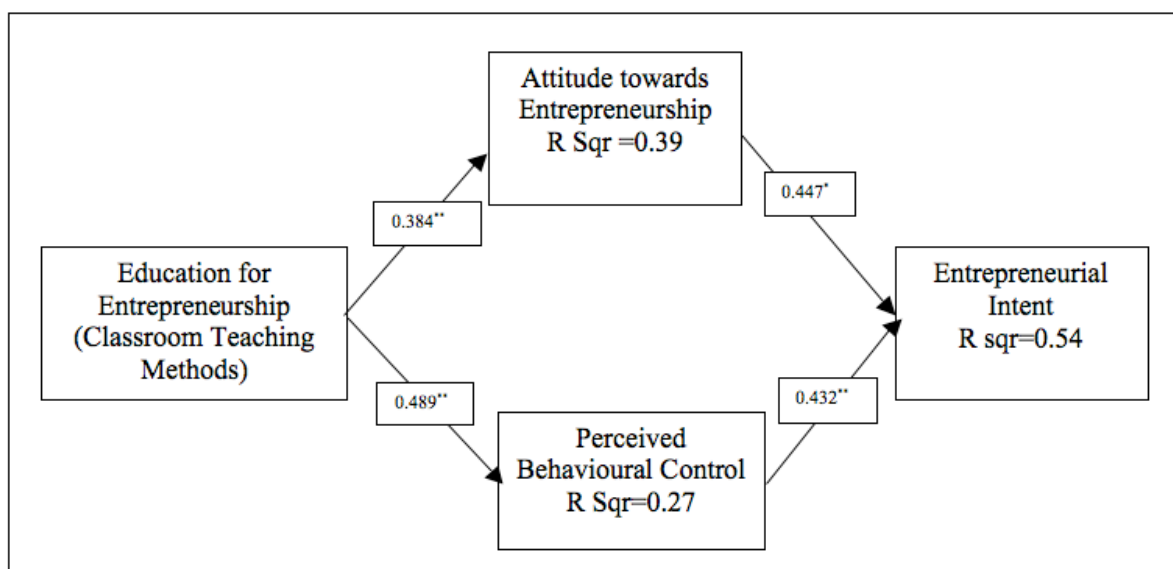 Attitude towards
Entrepreneurship
R Sqr =0.39
0.447*
0.384**
Education for
Entrepreneurship
(Classroom Teaching
Methods)
Entrepreneurial
Intent
R sqr=0.54
0.489**
0.432**
Perceived
Behavioural Control
R Sqr=0.27